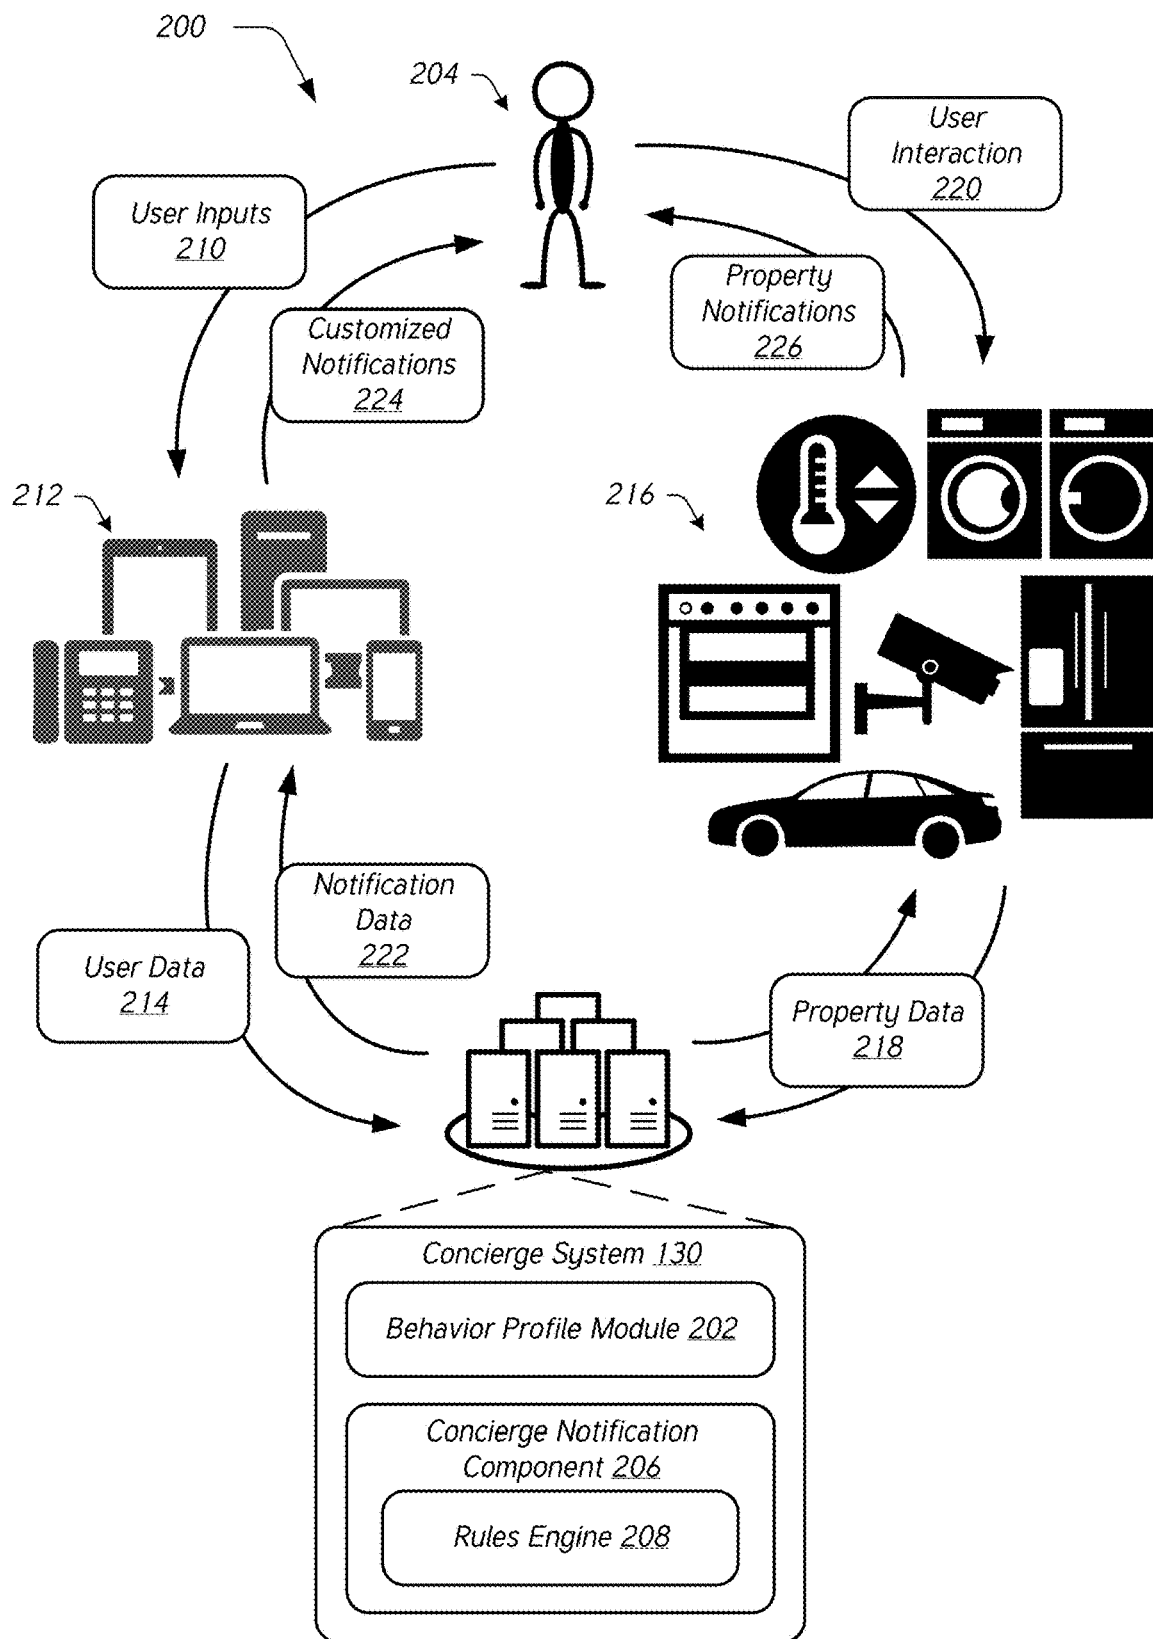 200
204
User
Interaction
220
User Inputs
210
Property
Notifications
226
Customized
Notifications
224
212
216
Notification
Data
222
User Data
214
Property Data
218
Concierge System 130
Behavior Profile Module 202
Concierge Notification
Component 206
Rules Engine 208